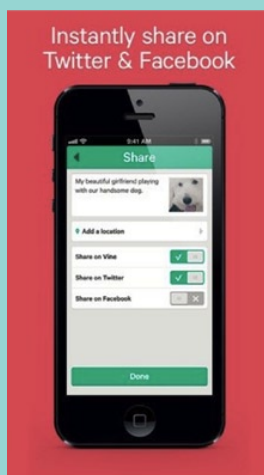 Instantly share on
Twitter & Facebook
9:41 AM
Share
My beautiful girlfriend playing
with our handsome dog.
Add a location
Share on Vine
Share on Twitter
Share on Facebook
Done